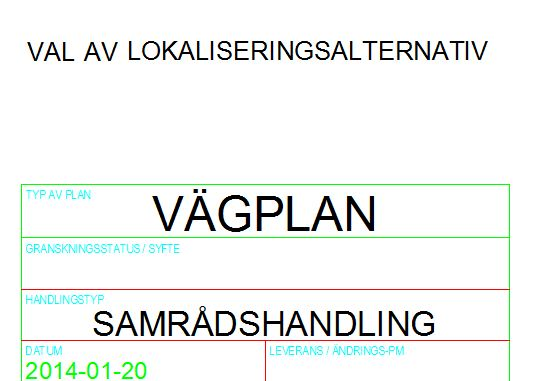 VAL AV LOKALISERINGSALTERNATIV
TYP AV PLAN
VÄGPLAN
GRANSKNINGSSTATUS / SYFTE
HANDLINGSTYP
SAMRÅDSHANDLING
DATUM
LEVERANS / ÄNDRINGS-PM
2014-01-20